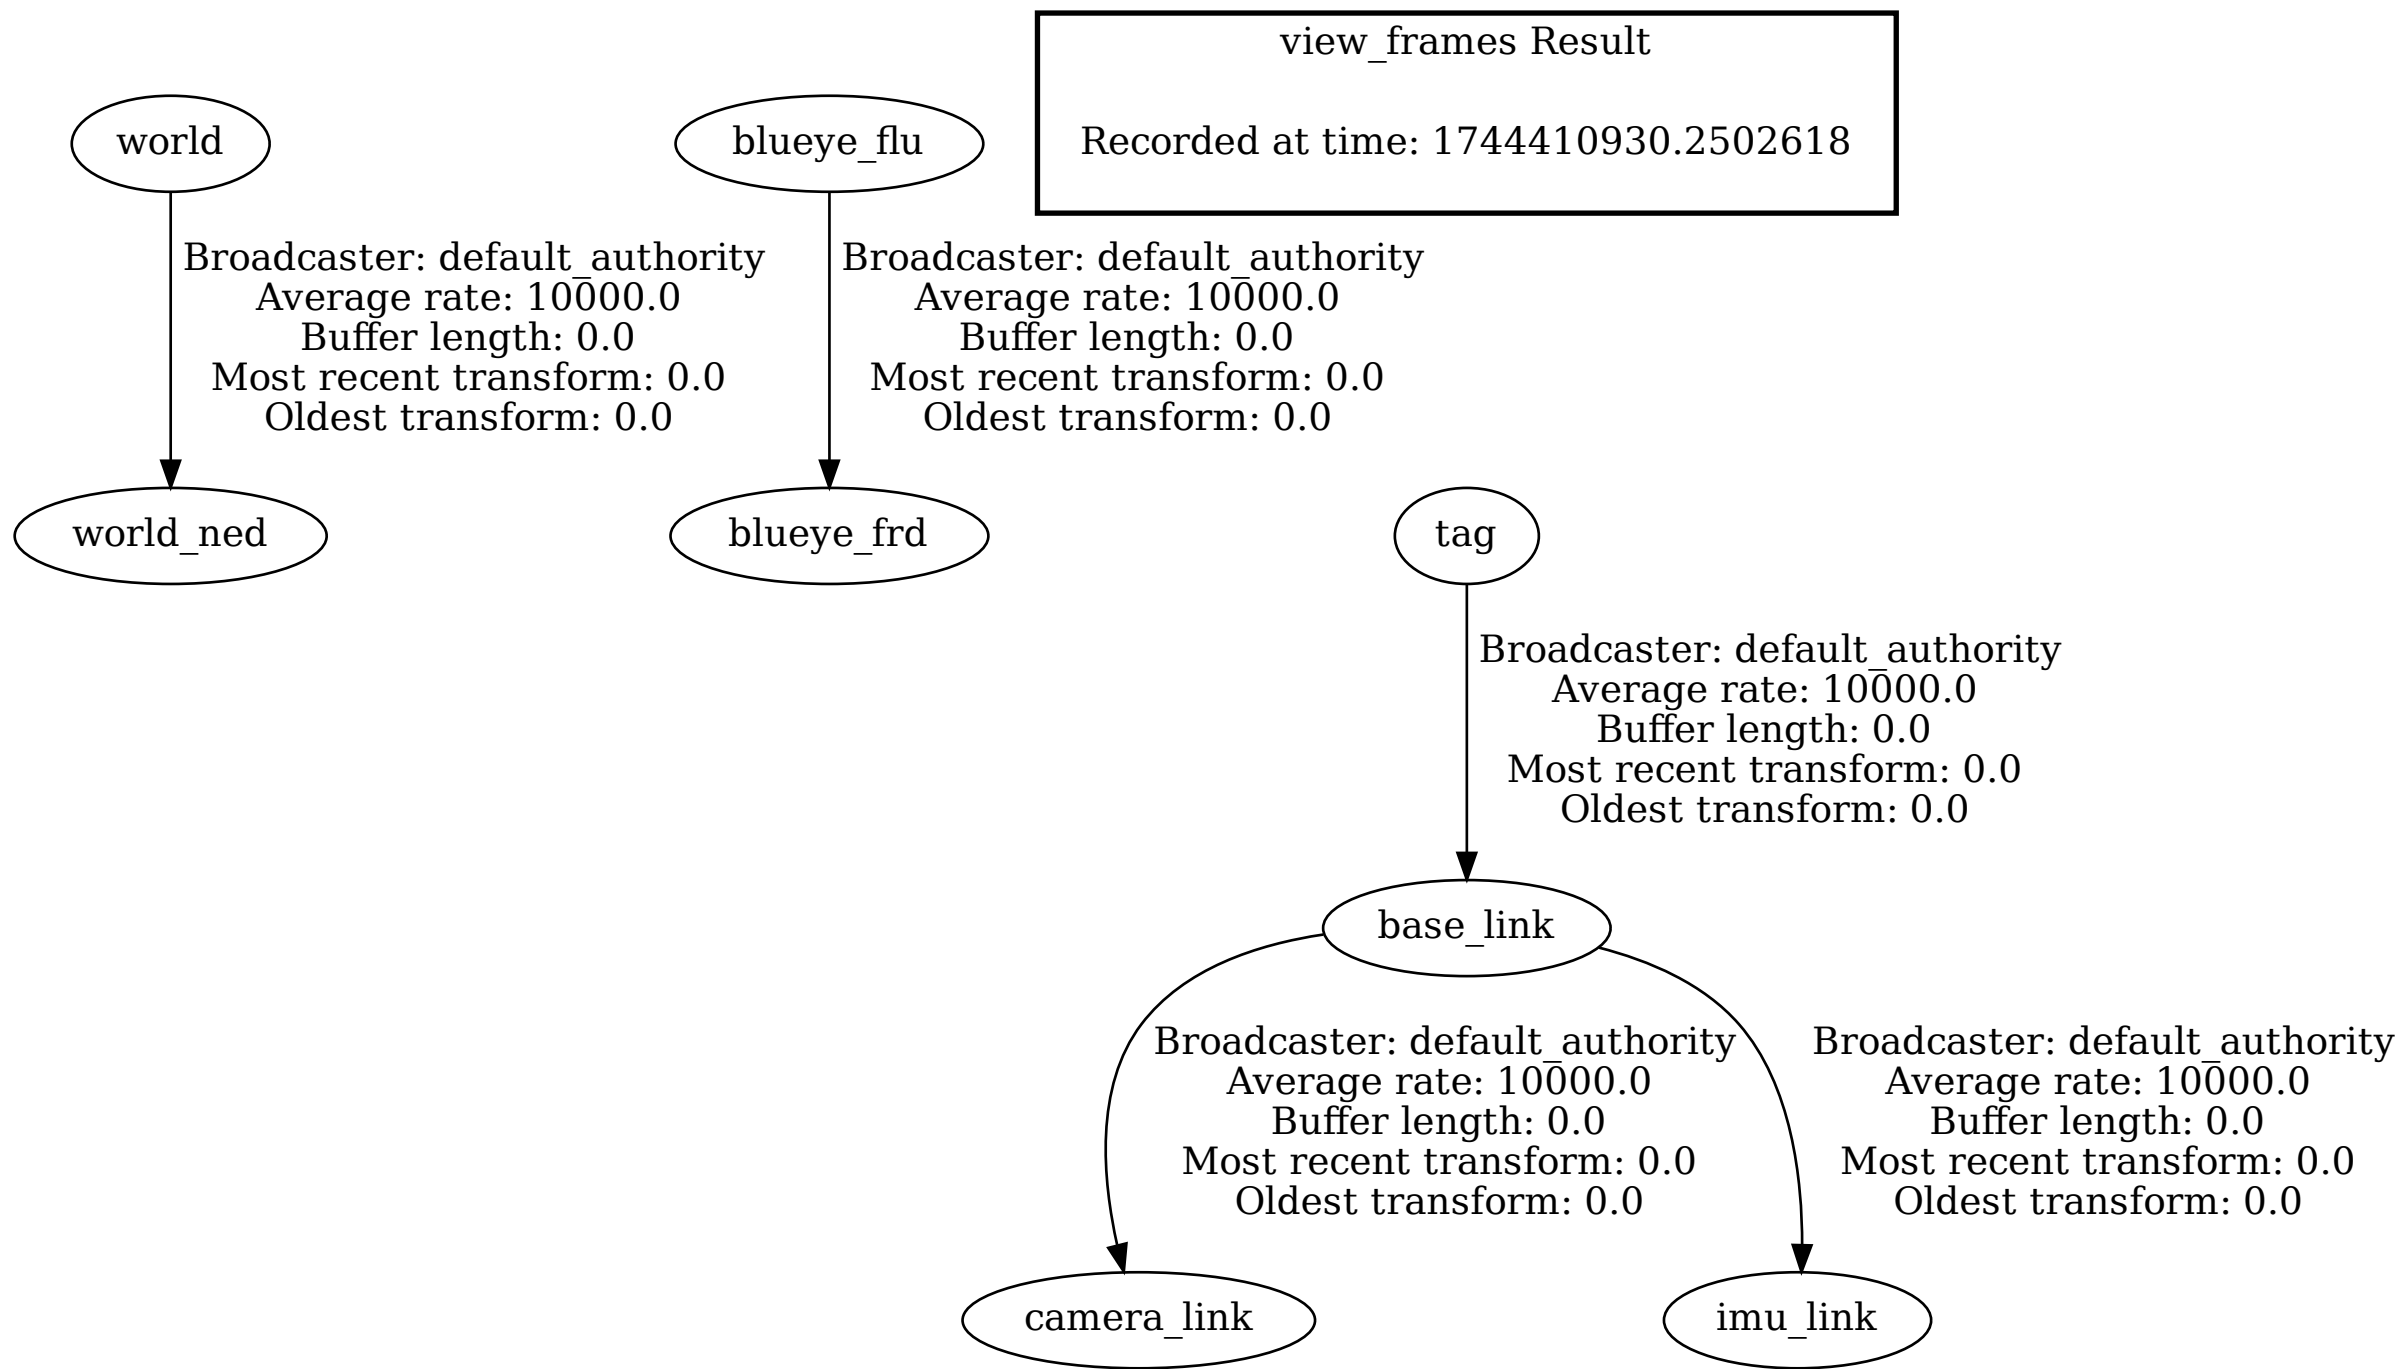 view_frames Result
Recorded at time: 1744410930.2502618
world
blueye_flu
Broadcaster: default_authority
Average rate: 10000.0
Buffer length: 0.0
Most recent transform: 0.0
Oldest transform: 0.0
Broadcaster: default_authority
Average rate: 10000.0
Buffer length: 0.0
Most recent transform: 0.0
Oldest transform: 0.0
world_ned
blueye_frd
tag
Broadcaster: default_authority
Average rate: 10000.0
Buffer length: 0.0
Most recent transform: 0.0
Oldest transform: 0.0
base_link
Broadcaster: default_authority
Average rate: 10000.0
Buffer length: 0.0
Most recent transform: 0.0
Oldest transform: 0.0
Broadcaster: default_authority
Average rate: 10000.0
Buffer length: 0.0
Most recent transform: 0.0
Oldest transform: 0.0
camera_link
imu_link